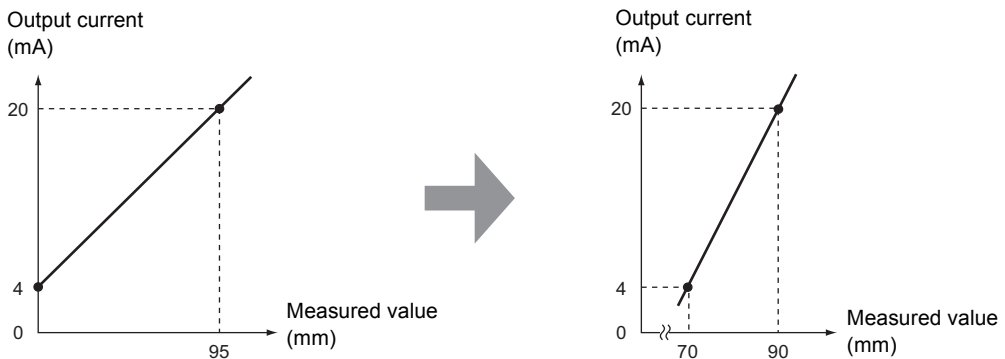 Output current
(mA)
20
4
0
95
Measured value
(mm)
Output current
(mA)
20
4
0
70
90
Measured value
(mm)